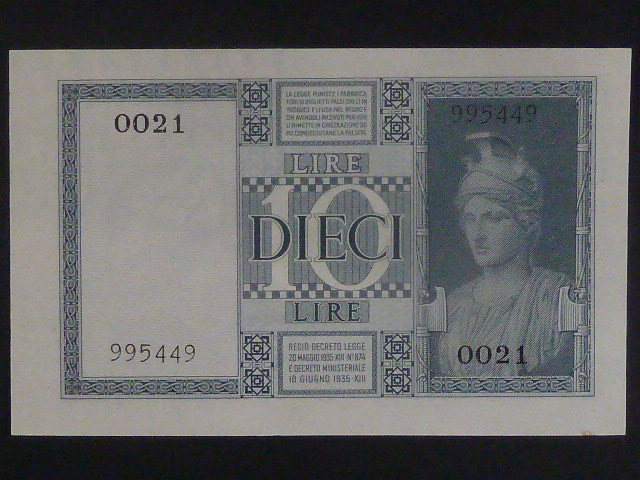 0021
995449
LA LEGGE PUNISCE I FABBRICA
TORI DI BIGLIETTI FALSI CHI LI IN
TRODUCE E LI USA NEL REGNO E
CHI AVENDOLI RICEVUTI PER VERI
LI RIMETTE IN CIRCOLAZIONE DO
PO CONOSCIUTANE LA FALSITÀ
LIRE
10
DIECI
LIRE
REGIO DECRETO LEGGE
20 MAGGIO 1935-XIII-N° 874
E DECRETO MINISTERIALE
18 GIUGNO 1935-XIII
995449
0021